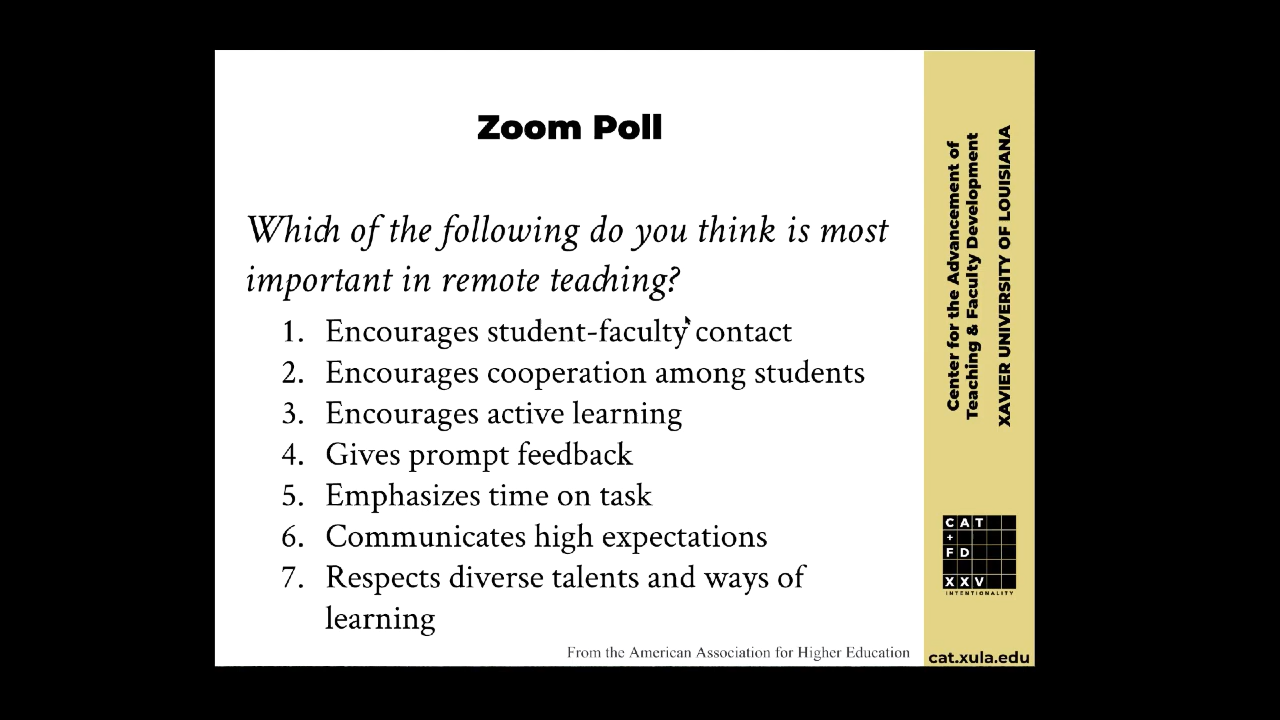 Zoom Poll
Which of the following do you think is most
important in remote teaching?
1. Encourages student-faculty contact
2. Encourages cooperation among students
3. Encourages active learning
4. Gives prompt feedback
5. Emphasizes time on task
6. Communicates high expectations
7. Respects diverse talents and ways of
learning
From the American Association for Higher Education
Center for the Advancement of
Teaching & Faculty Development
XAVIER UNIVERSITY OF LOUISIANA
CAT
+
FD
XXV
INTENTIONALITY
cat.xula.edu